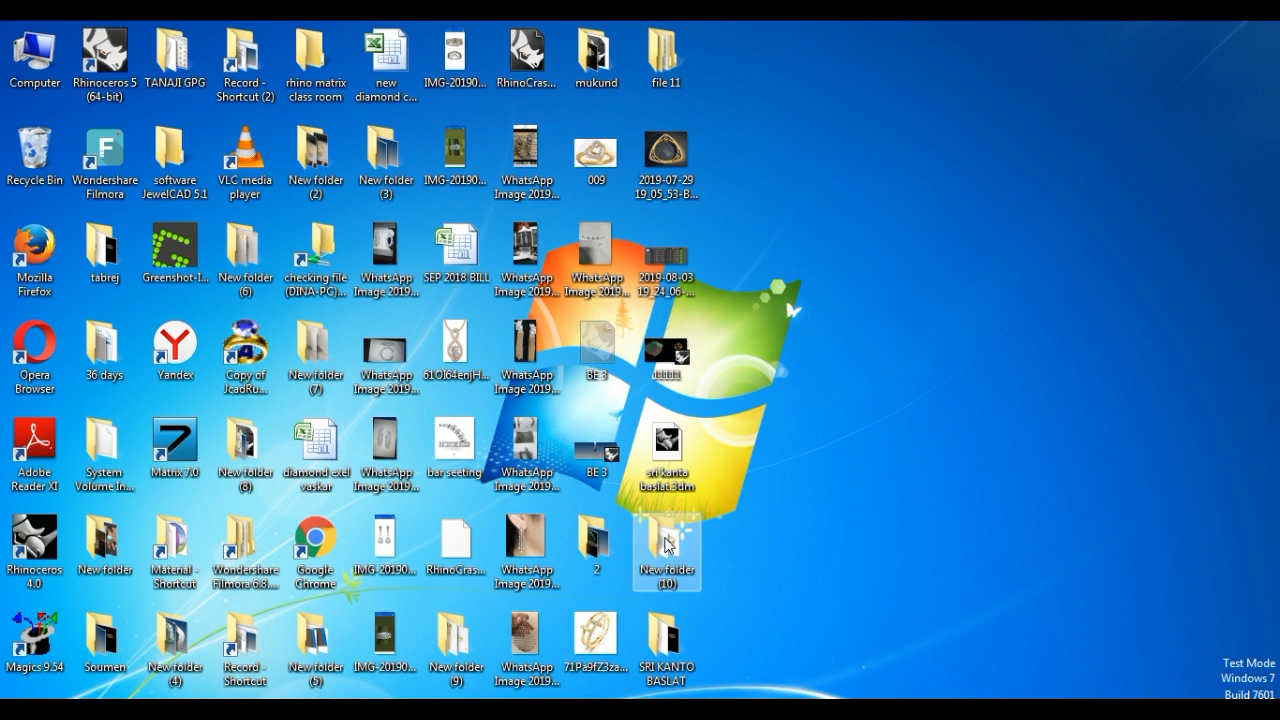 Computer
Rhinoceros 5
(64-bit)
TANAJI GPG
Record -
Shortcut (2)
rhino matrix
class room
new
diamond c...
IMG-20190...
RhinoCras...
mukund
file 11
Recycle Bin
Wondershare
Filmora
software
JewelCAD 5.1
VLC media
player
New folder
(2)
New folder
(3)
IMG-20190...
WhatsApp
Image 2019...
009
2019-07-29
19_05_53-B...
Mozilla
Firefox
tabrej
Greenshot-I...
New folder
(6)
checking file
(DINA-PC)...
WhatsApp
Image 2019...
SEP 2018 BILL
WhatsApp
Image 2019...
WhatsApp
Image 2019...
2019-08-03
19_24_06-...
Opera
Browser
36 days
Yandex
Copy of
JcadRu...
New folder
(7)
WhatsApp
Image 2019...
61OI64enjH...
WhatsApp
Image 2019...
BE 3
Adobe
Reader XI
System
Volume In...
Matrix 7.0
New folder
(8)
diamond exel
vaskar
WhatsApp
Image 2019...
bar seeting
WhatsApp
Image 2019...
BE 3
sri kanta
baslat.3dm
Rhinoceros
4.0
New folder
Material -
Shortcut
Wondershare
Filmora 6.8....
Google
Chrome
IMG-20190...
RhinoCras...
WhatsApp
Image 2019...
2
New folder
(10)
Magics 9.54
Soumen
New folder
(4)
Record -
Shortcut
New folder
(5)
IMG-20190...
New folder
(9)
WhatsApp
Image 2019...
71Pa9fZ3za...
SRI KANTO
BASLAT
Test Mode
Windows 7
Build 7601